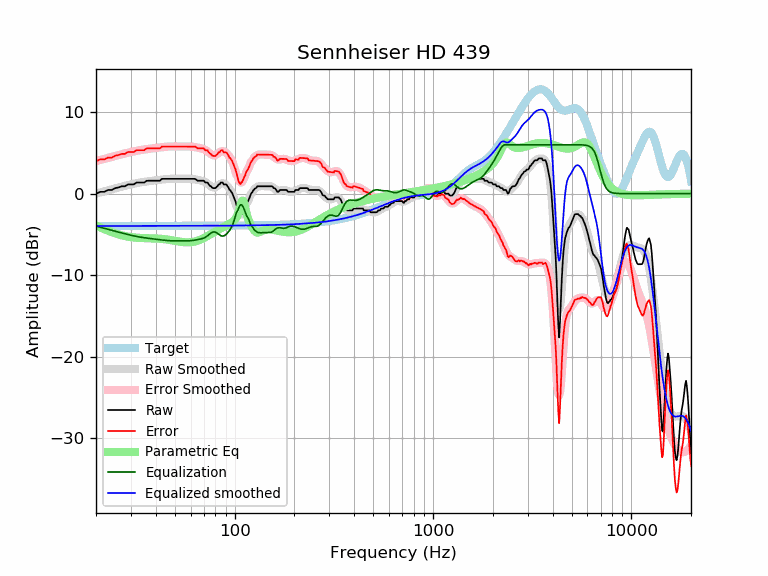 Sennheiser HD 439
Amplitude (dBr)
10
0
−10
−20
−30
Target
Raw Smoothed
Error Smoothed
Raw
Error
Parametric Eq
Equalization
Equalized smoothed
100
1000
10000
Frequency (Hz)